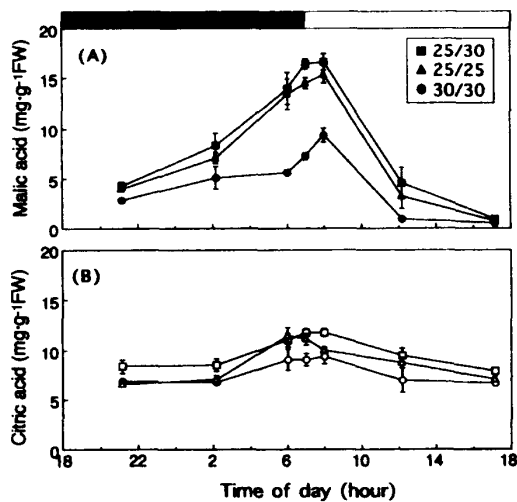 20
(A)
25/30
25/25
30/30
15
10
5
0
Malic acid (mg·g⁻¹FW)
20
(B)
15
10
5
0
Citric acid (mg·g⁻¹FW)
18 22 2 6 10 14 18
Time of day (hour)